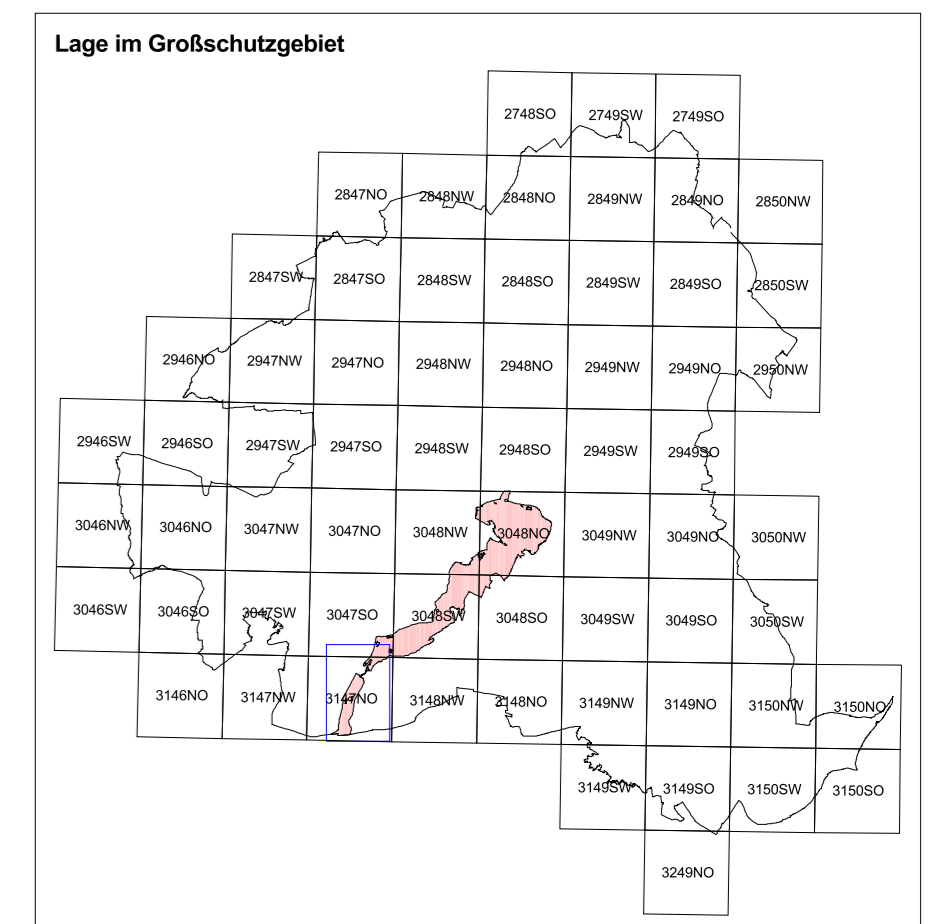 Lage im Großschutzgebiet
2748SO 2749SW 2749SO
2847NO 2848NW 2848NO 2849NW 2849NO 2850NW
2847SW 2847SO 2848SW 2848SO 2849SW 2849SO 2850SW
2946NO 2947NW 2947NO 2948NW 2948NO 2949NW 2949NO 2950NW
2946SW 2946SO 2947SW 2947SO 2948SW 2948SO 2949SW 2949SO
3046NW 3046NO 3047NW 3047NO 3048NW 3048NO 3049NW 3049NO 3050NW
3046SW 3046SO 3047SW 3047SO 3048SW 3048SO 3049SW 3049SO 3050SW
3146NO 3147NW 3147NO 3148NW 3148NO 3149NW 3149NO 3150NW 3150NO
3149SW 3149SO 3150SW 3150SO
3249NO